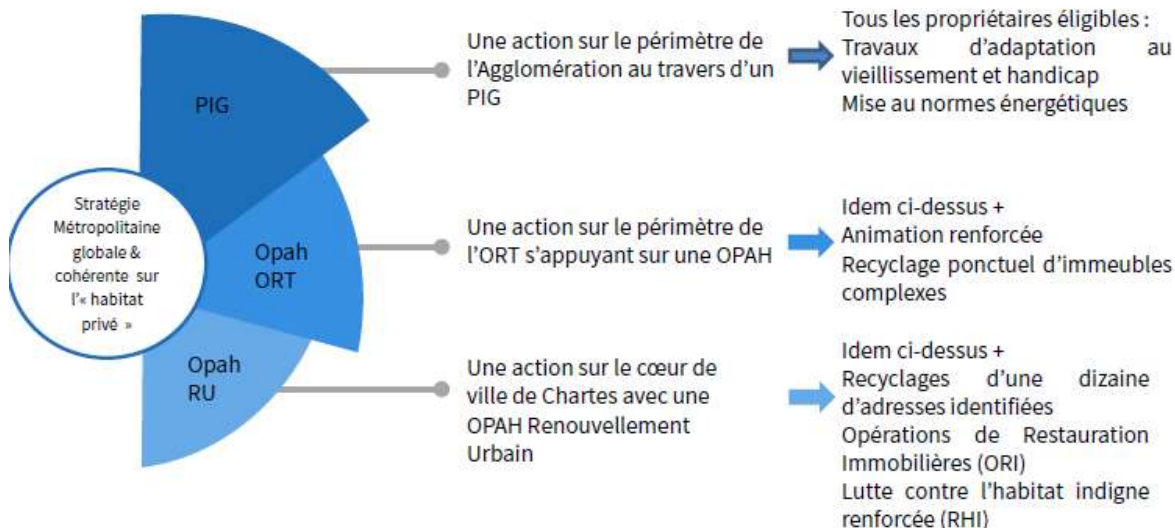 Stratégie
Métropolitaine
globale &
cohérente sur
l'« habitat
privé »
PIG
Une action sur le périmètre de
l'Agglomération au travers d'un
PIG
Tous les propriétaires éligibles :
Travaux d'adaptation au
vieillissement et handicap
Mise au normes énergétiques
Opah
ORT
Une action sur le périmètre de
l'ORT s'appuyant sur une OPAH
Idem ci-dessus +
Animation renforcée
Recyclage ponctuel d'immeubles
complexes
Opah
RU
Une action sur le cœur de
ville de Chartes avec une
OPAH Renouvellement
Urbain
Idem ci-dessus +
Recyclages d'une dizaine
d'adresses identifiées
Opérations de Restauration
Immobilières (ORI)
Lutte contre l'habitat indigne
renforcée (RHI)